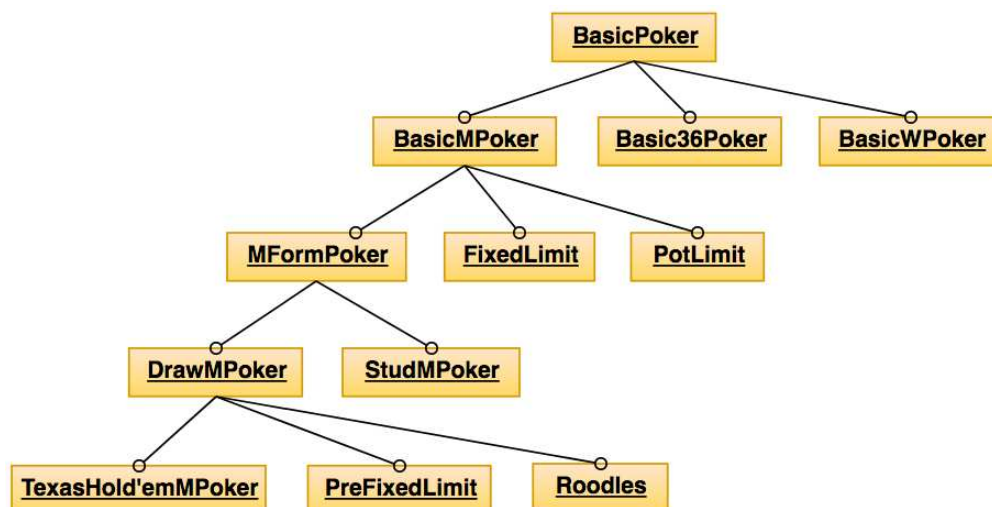 BasicPoker
BasicMPoker
Basic36Poker
BasicWPoker
MFormPoker
FixedLimit
PotLimit
DrawMPoker
StudMPoker
TexasHold'emMPoker
PreFixedLimit
Roodles